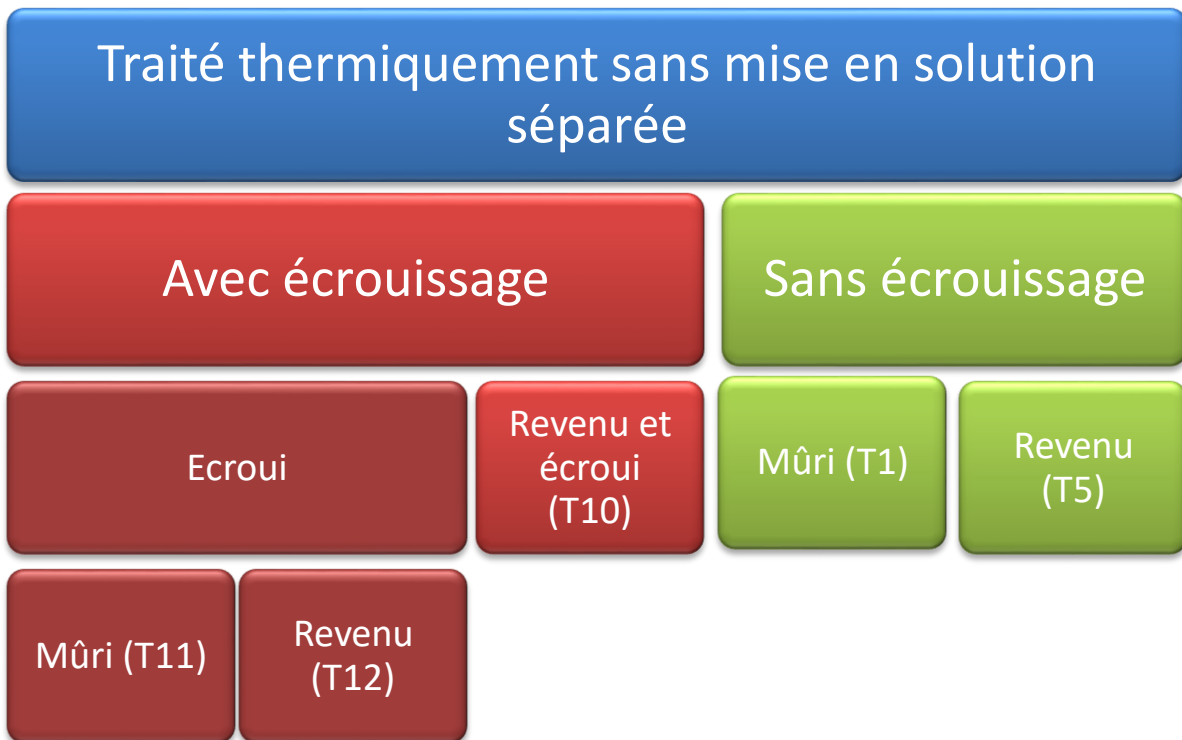 Traité thermiquement sans mise en solution
séparée
Avec écrouissage
Sans écrouissage
Ecroui
Revenu et
écroui
(T10)
Mûri (T1)
Revenu
(T5)
Mûri (T11)
Revenu
(T12)